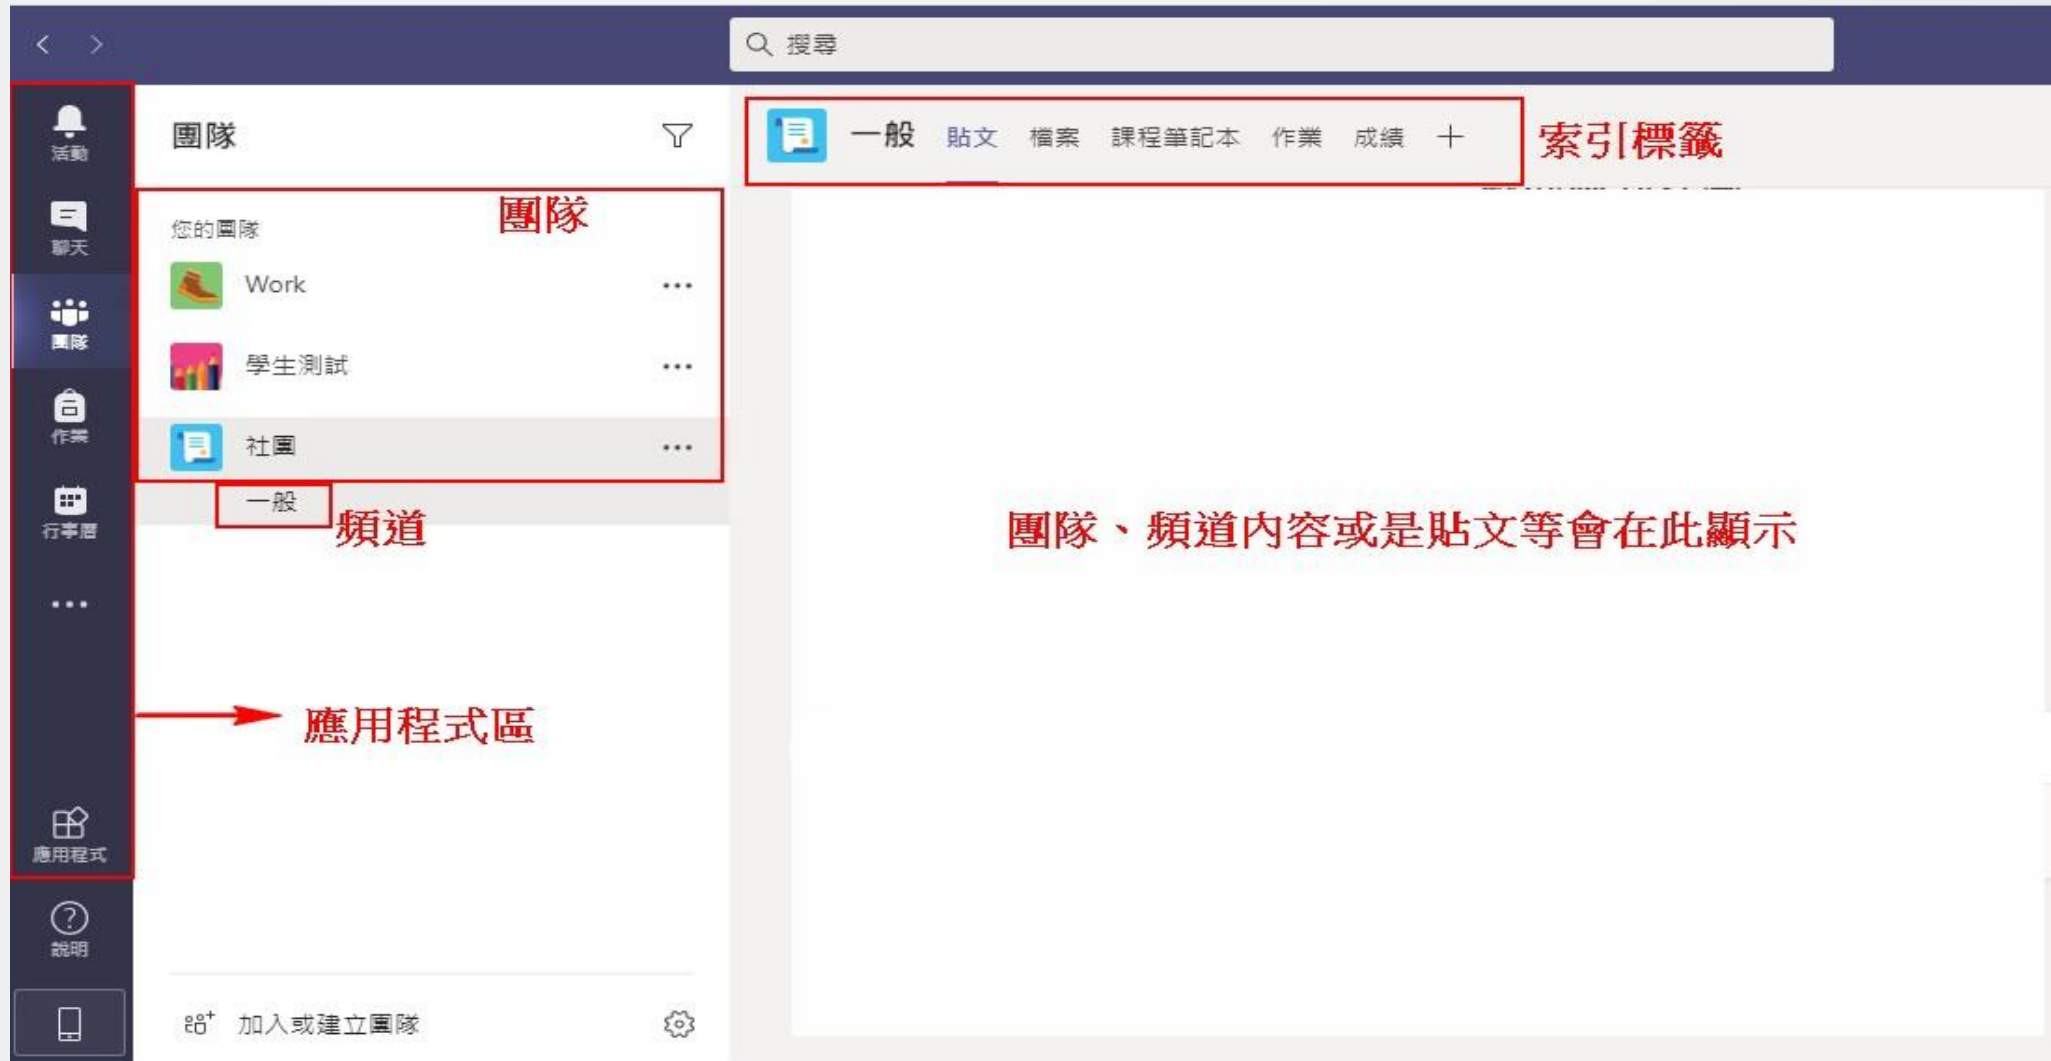 搜尋
活動
聊天
團隊
作業
行事曆
應用程式
說明
團隊
團隊
您的團隊
Work
學生測試
社團
一般
頻道
應用程式區
加入或建立團隊
一般 貼文 檔案 課程筆記本 作業 成績
索引標籤
團隊、頻道內容或是貼文等會在此顯示